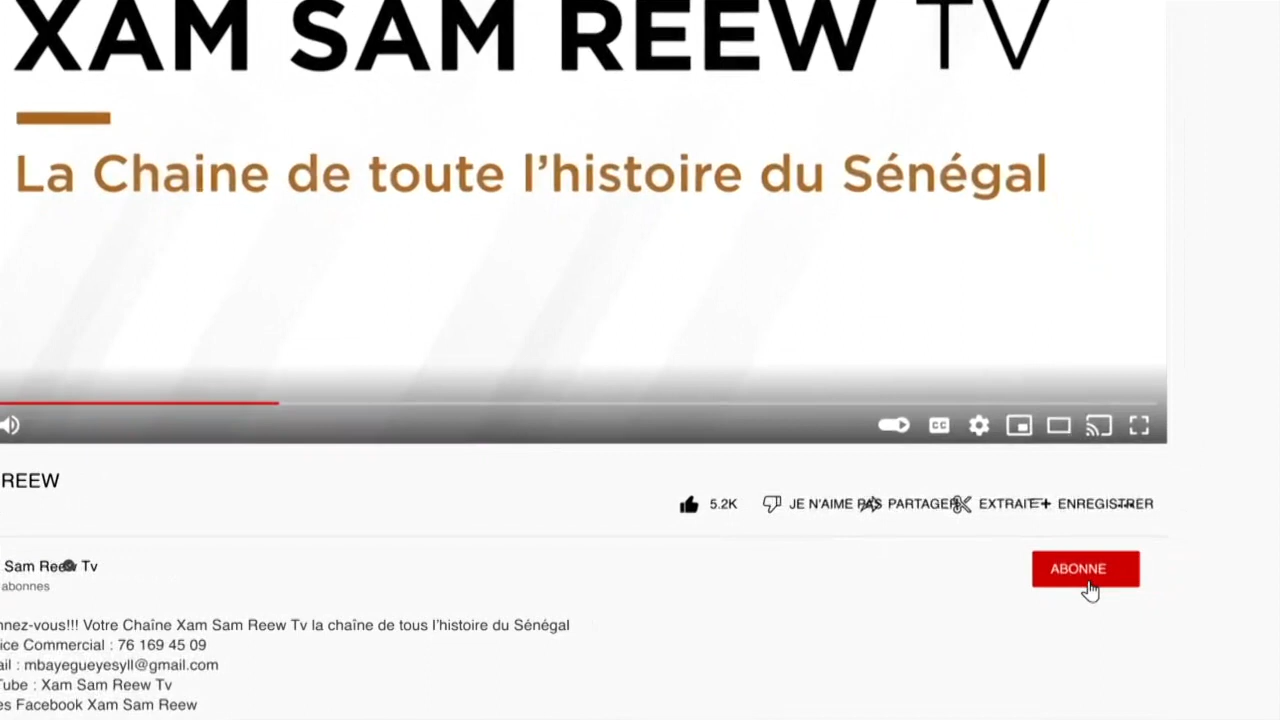 XAM SAM REEW TV
La Chaine de toute l'histoire du Sénégal
CC
REEW
5.2K JE N'AIME PAS PARTAGER EXTRAIT ENREGISTRER
Sam Reew Tv
ABONNE
abonnes
nnez-vous!!! Votre Chaîne Xam Sam Reew Tv la chaîne de tous l'histoire du Sénégal
ice Commercial : 76 169 45 09
ail : mbayegueyesyll@gmail.com
Tube : Xam Sam Reew Tv
es Facebook Xam Sam Reew